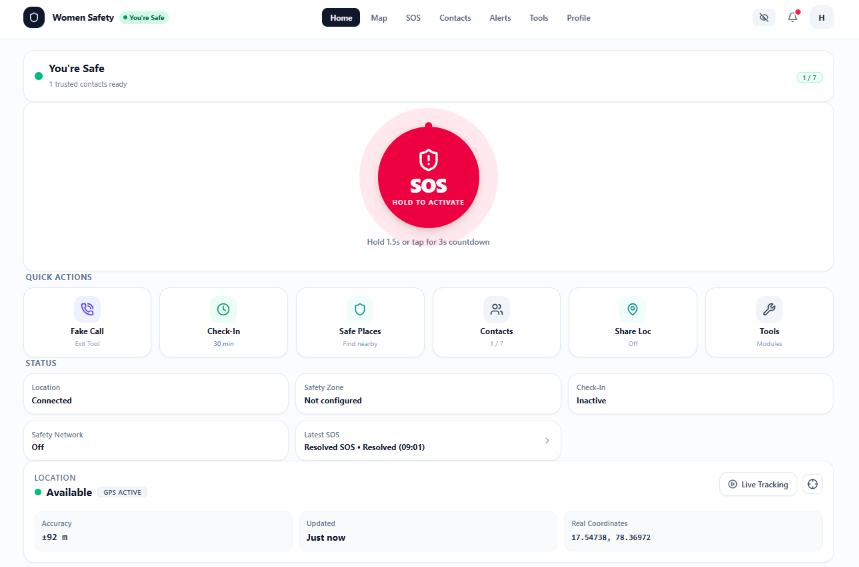 Women Safety
You're Safe
Home
Map
SOS
Contacts
Alerts
Tools
Profile
H
You're Safe
1 trusted contacts ready
1 / 7
SOS
HOLD TO ACTIVATE
Hold 1.5s or tap for 3s countdown
QUICK ACTIONS
Fake Call
Exit Tool
Check-In
30 min
Safe Places
Find nearby
Contacts
1 / 7
Share Loc
Off
Tools
Modules
STATUS
Location
Connected
Safety Zone
Not configured
Check-In
Inactive
Safety Network
Off
Latest SOS
Resolved SOS • Resolved (09:01)
LOCATION
Available
GPS ACTIVE
Live Tracking
Accuracy
±92 m
Updated
Just now
Real Coordinates
17.54738, 78.36972